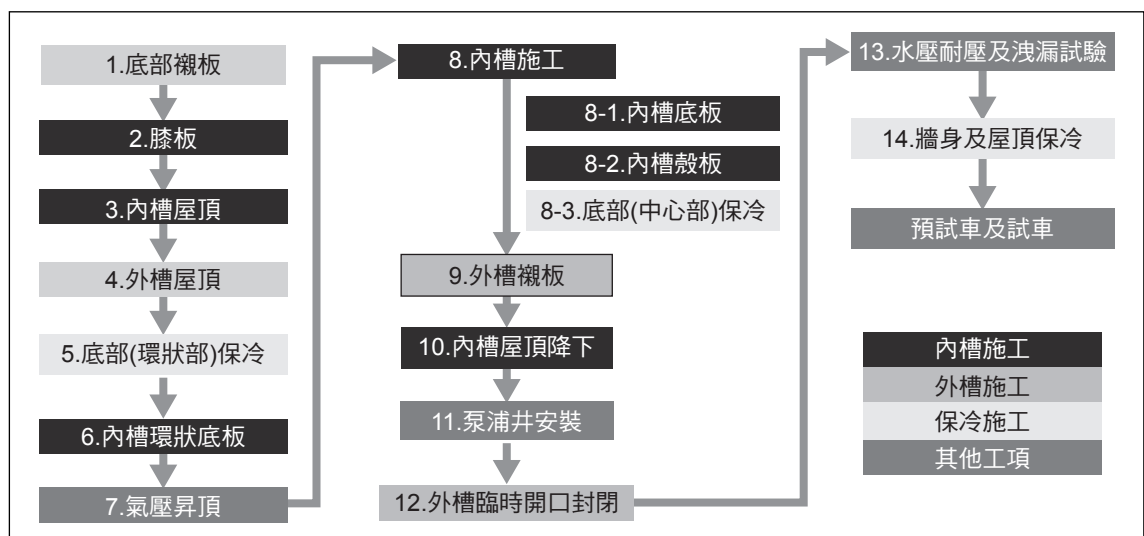 1.底部襯板
2.膝板
3.內槽屋頂
4.外槽屋頂
5.底部(環狀部)保冷
6.內槽環狀底板
7.氣壓昇頂
8.內槽施工
8-1.內槽底板
8-2.內槽殼板
8-3.底部(中心部)保冷
9.外槽襯板
10.內槽屋頂降下
11.泵浦井安裝
12.外槽臨時開口封閉
13.水壓耐壓及洩漏試驗
14.牆身及屋頂保冷
預試車及試車
內槽施工
外槽施工
保冷施工
其他工項